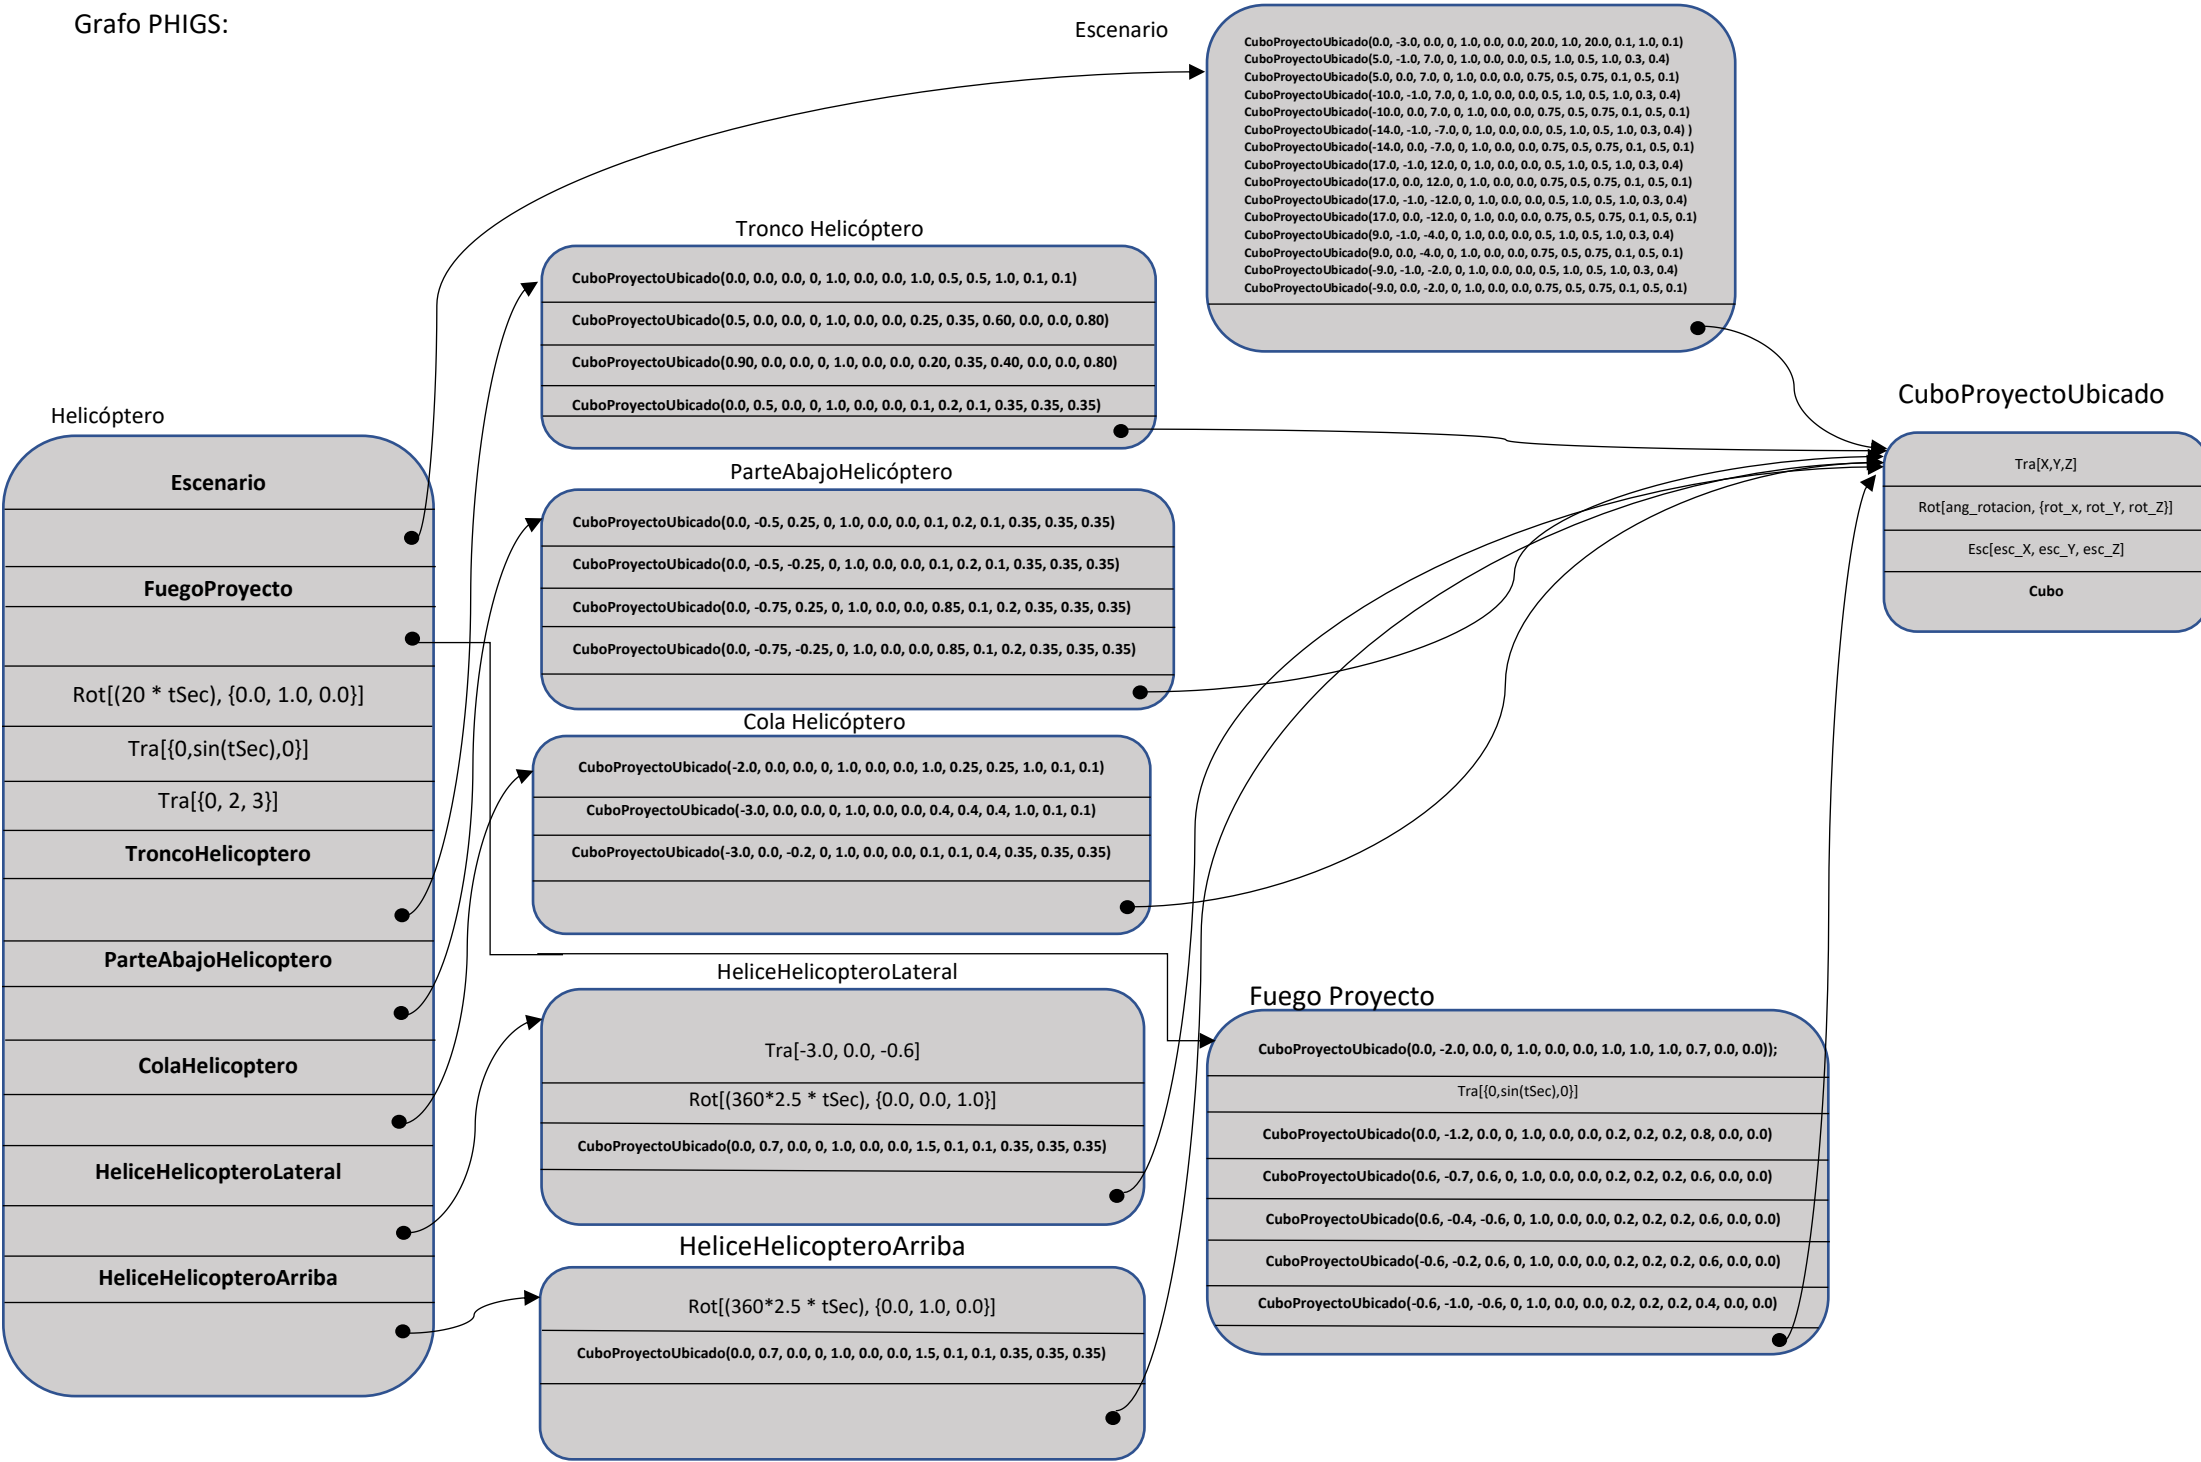 Grafo PHIGS:
Escenario
CuboProyectoUbicado(0.0, -3.0, 0.0, 0, 1.0, 0.0, 0.0, 20.0, 1.0, 20.0, 0.1, 1.0, 0.1)
CuboProyectoUbicado(5.0, -1.0, 7.0, 0, 1.0, 0.0, 0.0, 0.5, 1.0, 0.5, 1.0, 0.3, 0.4)
CuboProyectoUbicado(5.0, 0.0, 7.0, 0, 1.0, 0.0, 0.0, 0.75, 0.5, 0.75, 0.1, 0.5, 0.1)
CuboProyectoUbicado(-10.0, -1.0, 7.0, 0, 1.0, 0.0, 0.0, 0.5, 1.0, 0.5, 1.0, 0.3, 0.4)
CuboProyectoUbicado(-10.0, 0.0, 7.0, 0, 1.0, 0.0, 0.0, 0.75, 0.5, 0.75, 0.1, 0.5, 0.1)
CuboProyectoUbicado(-14.0, -1.0, -7.0, 0, 1.0, 0.0, 0.0, 0.5, 1.0, 0.5, 1.0, 0.3, 0.4) )
CuboProyectoUbicado(-14.0, 0.0, -7.0, 0, 1.0, 0.0, 0.0, 0.75, 0.5, 0.75, 0.1, 0.5, 0.1)
CuboProyectoUbicado(17.0, -1.0, 12.0, 0, 1.0, 0.0, 0.0, 0.5, 1.0, 0.5, 1.0, 0.3, 0.4)
CuboProyectoUbicado(17.0, 0.0, 12.0, 0, 1.0, 0.0, 0.0, 0.75, 0.5, 0.75, 0.1, 0.5, 0.1)
CuboProyectoUbicado(17.0, -1.0, -12.0, 0, 1.0, 0.0, 0.0, 0.5, 1.0, 0.5, 1.0, 0.3, 0.4)
CuboProyectoUbicado(17.0, 0.0, -12.0, 0, 1.0, 0.0, 0.0, 0.75, 0.5, 0.75, 0.1, 0.5, 0.1)
CuboProyectoUbicado(9.0, -1.0, -4.0, 0, 1.0, 0.0, 0.0, 0.5, 1.0, 0.5, 1.0, 0.3, 0.4)
CuboProyectoUbicado(9.0, 0.0, -4.0, 0, 1.0, 0.0, 0.0, 0.75, 0.5, 0.75, 0.1, 0.5, 0.1)
CuboProyectoUbicado(-9.0, -1.0, -2.0, 0, 1.0, 0.0, 0.0, 0.5, 1.0, 0.5, 1.0, 0.3, 0.4)
CuboProyectoUbicado(-9.0, 0.0, -2.0, 0, 1.0, 0.0, 0.0, 0.75, 0.5, 0.75, 0.1, 0.5, 0.1)
Tronco Helicóptero
CuboProyectoUbicado(0.0, 0.0, 0.0, 0, 1.0, 0.0, 0.0, 1.0, 0.5, 0.5, 1.0, 0.1, 0.1)
CuboProyectoUbicado(0.5, 0.0, 0.0, 0, 1.0, 0.0, 0.0, 0.25, 0.35, 0.60, 0.0, 0.0, 0.80)
CuboProyectoUbicado(0.90, 0.0, 0.0, 0, 1.0, 0.0, 0.0, 0.20, 0.35, 0.40, 0.0, 0.0, 0.80)
CuboProyectoUbicado(0.0, 0.5, 0.0, 0, 1.0, 0.0, 0.0, 0.1, 0.2, 0.1, 0.35, 0.35, 0.35)
CuboProyectoUbicado
Tra[X,Y,Z]
Rot[ang_rotacion, {rot_x, rot_Y, rot_Z}]
Esc[esc_X, esc_Y, esc_Z]
Cubo
Helicóptero
Escenario
FuegoProyecto
Rot[(20 * tSec), {0.0, 1.0, 0.0}]
Tra[{0,sin(tSec),0}]
Tra[{0, 2, 3}]
TroncoHelicoptero
ParteAbajoHelicoptero
ColaHelicoptero
HeliceHelicopteroLateral
HeliceHelicopteroArriba
ParteAbajoHelicóptero
CuboProyectoUbicado(0.0, -0.5, 0.25, 0, 1.0, 0.0, 0.0, 0.1, 0.2, 0.1, 0.35, 0.35, 0.35)
CuboProyectoUbicado(0.0, -0.5, -0.25, 0, 1.0, 0.0, 0.0, 0.1, 0.2, 0.1, 0.35, 0.35, 0.35)
CuboProyectoUbicado(0.0, -0.75, 0.25, 0, 1.0, 0.0, 0.0, 0.85, 0.1, 0.2, 0.35, 0.35, 0.35)
CuboProyectoUbicado(0.0, -0.75, -0.25, 0, 1.0, 0.0, 0.0, 0.85, 0.1, 0.2, 0.35, 0.35, 0.35)
Cola Helicóptero
CuboProyectoUbicado(-2.0, 0.0, 0.0, 0, 1.0, 0.0, 0.0, 1.0, 0.25, 0.25, 1.0, 0.1, 0.1)
CuboProyectoUbicado(-3.0, 0.0, 0.0, 0, 1.0, 0.0, 0.0, 0.4, 0.4, 0.4, 1.0, 0.1, 0.1)
CuboProyectoUbicado(-3.0, 0.0, -0.2, 0, 1.0, 0.0, 0.0, 0.1, 0.1, 0.4, 0.35, 0.35, 0.35)
HeliceHelicopteroLateral
Tra[-3.0, 0.0, -0.6]
Rot[(360*2.5 * tSec), {0.0, 0.0, 1.0}]
CuboProyectoUbicado(0.0, 0.7, 0.0, 0, 1.0, 0.0, 0.0, 1.5, 0.1, 0.1, 0.35, 0.35, 0.35)
HeliceHelicopteroArriba
Rot[(360*2.5 * tSec), {0.0, 1.0, 0.0}]
CuboProyectoUbicado(0.0, 0.7, 0.0, 0, 1.0, 0.0, 0.0, 1.5, 0.1, 0.1, 0.35, 0.35, 0.35)
Fuego Proyecto
CuboProyectoUbicado(0.0, -2.0, 0.0, 0, 1.0, 0.0, 0.0, 1.0, 1.0, 1.0, 0.7, 0.0, 0.0));
Tra[{0,sin(tSec),0}]
CuboProyectoUbicado(0.0, -1.2, 0.0, 0, 1.0, 0.0, 0.0, 0.2, 0.2, 0.2, 0.8, 0.0, 0.0)
CuboProyectoUbicado(0.6, -0.7, 0.6, 0, 1.0, 0.0, 0.0, 0.2, 0.2, 0.2, 0.6, 0.0, 0.0)
CuboProyectoUbicado(0.6, -0.4, -0.6, 0, 1.0, 0.0, 0.0, 0.2, 0.2, 0.2, 0.6, 0.0, 0.0)
CuboProyectoUbicado(-0.6, -0.2, 0.6, 0, 1.0, 0.0, 0.0, 0.2, 0.2, 0.2, 0.6, 0.0, 0.0)
CuboProyectoUbicado(-0.6, -1.0, -0.6, 0, 1.0, 0.0, 0.0, 0.2, 0.2, 0.2, 0.4, 0.0, 0.0)